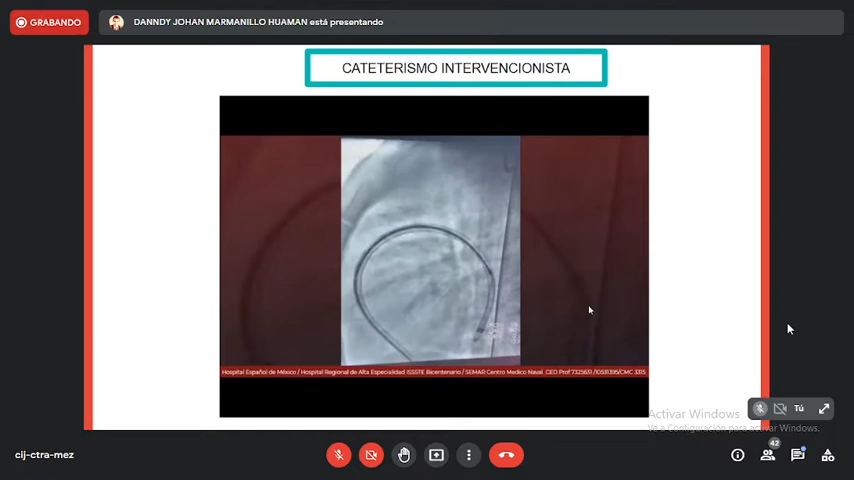 GRABANDO
DANNDY JOHAN MARMANILLO HUAMAN está presentando
CATETERISMO INTERVENCIONISTA
Hospital Español de México / Hospital Regional de Alta Especialidad ISSSTE Bicentenario / SEMAR Centro Medico Naval
Activar Windows
Ve a Configuración para activar Windows.
Tú
cij-ctra-mez
42